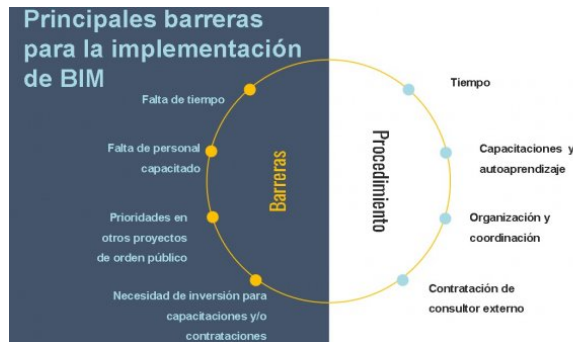 Principales barreras
para la implementación
de BIM
Falta de tiempo
Falta de personal
capacitado
Prioridades en
otros proyectos
de orden público
Necesidad de inversión para
capacitaciones y/o
contrataciones
Barreras
Procedimiento
Tiempo
Capacitaciones y
autoaprendizaje
Organización y
coordinación
Contratación de
consultor externo